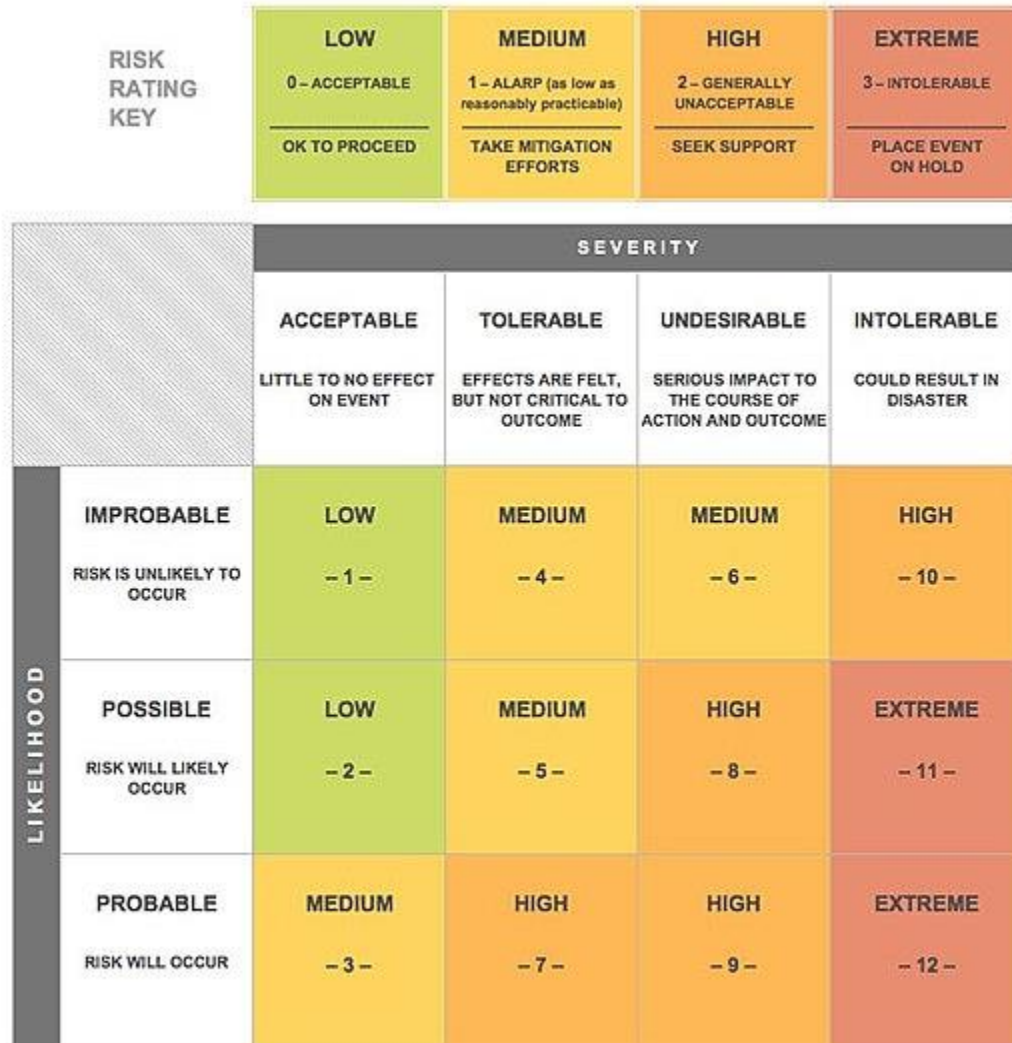 RISK
RATING
KEY
LOW
0 – ACCEPTABLE
OK TO PROCEED
MEDIUM
1 – ALARP (as low as
reasonably practicable)
TAKE MITIGATION
EFFORTS
HIGH
2 – GENERALLY
UNACCEPTABLE
SEEK SUPPORT
EXTREME
3 – INTOLERABLE
PLACE EVENT
ON HOLD
SEVERITY
ACCEPTABLE
LITTLE TO NO EFFECT
ON EVENT
TOLERABLE
EFFECTS ARE FELT,
BUT NOT CRITICAL TO
OUTCOME
UNDESIRABLE
SERIOUS IMPACT TO
THE COURSE OF
ACTION AND OUTCOME
INTOLERABLE
COULD RESULT IN
DISASTER
LIKELIHOOD
IMPROBABLE
RISK IS UNLIKELY TO
OCCUR
LOW
– 1 –
MEDIUM
– 4 –
MEDIUM
– 6 –
HIGH
– 10 –
POSSIBLE
RISK WILL LIKELY
OCCUR
LOW
– 2 –
MEDIUM
– 5 –
HIGH
– 8 –
EXTREME
– 11 –
PROBABLE
RISK WILL OCCUR
MEDIUM
– 3 –
HIGH
– 7 –
HIGH
– 9 –
EXTREME
– 12 –